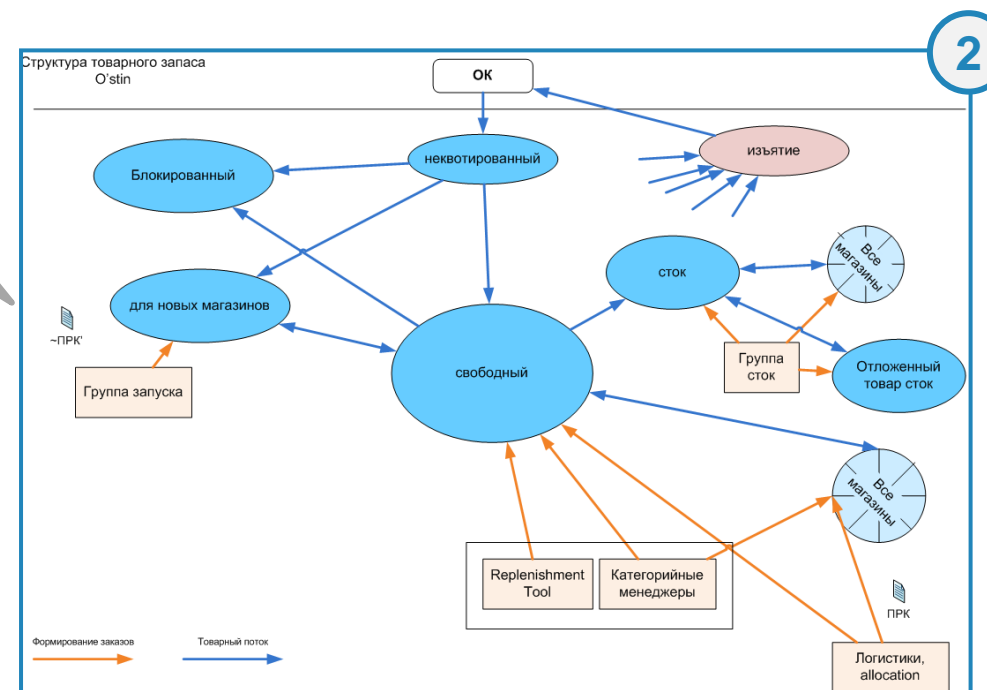 2
Структура товарного запаса
O'stin
ОК
неквотированный
изъятие
Блокированный
Все
магазины
сток
для новых магазинов
~ПРК'
Группа
сток
Отложенный
товар сток
свободный
Группа запуска
Все
магазины
Replenishment
Tool
Категорийные
менеджеры
ПРК
Формирование заказов
Товарный поток
Логистики,
allocation